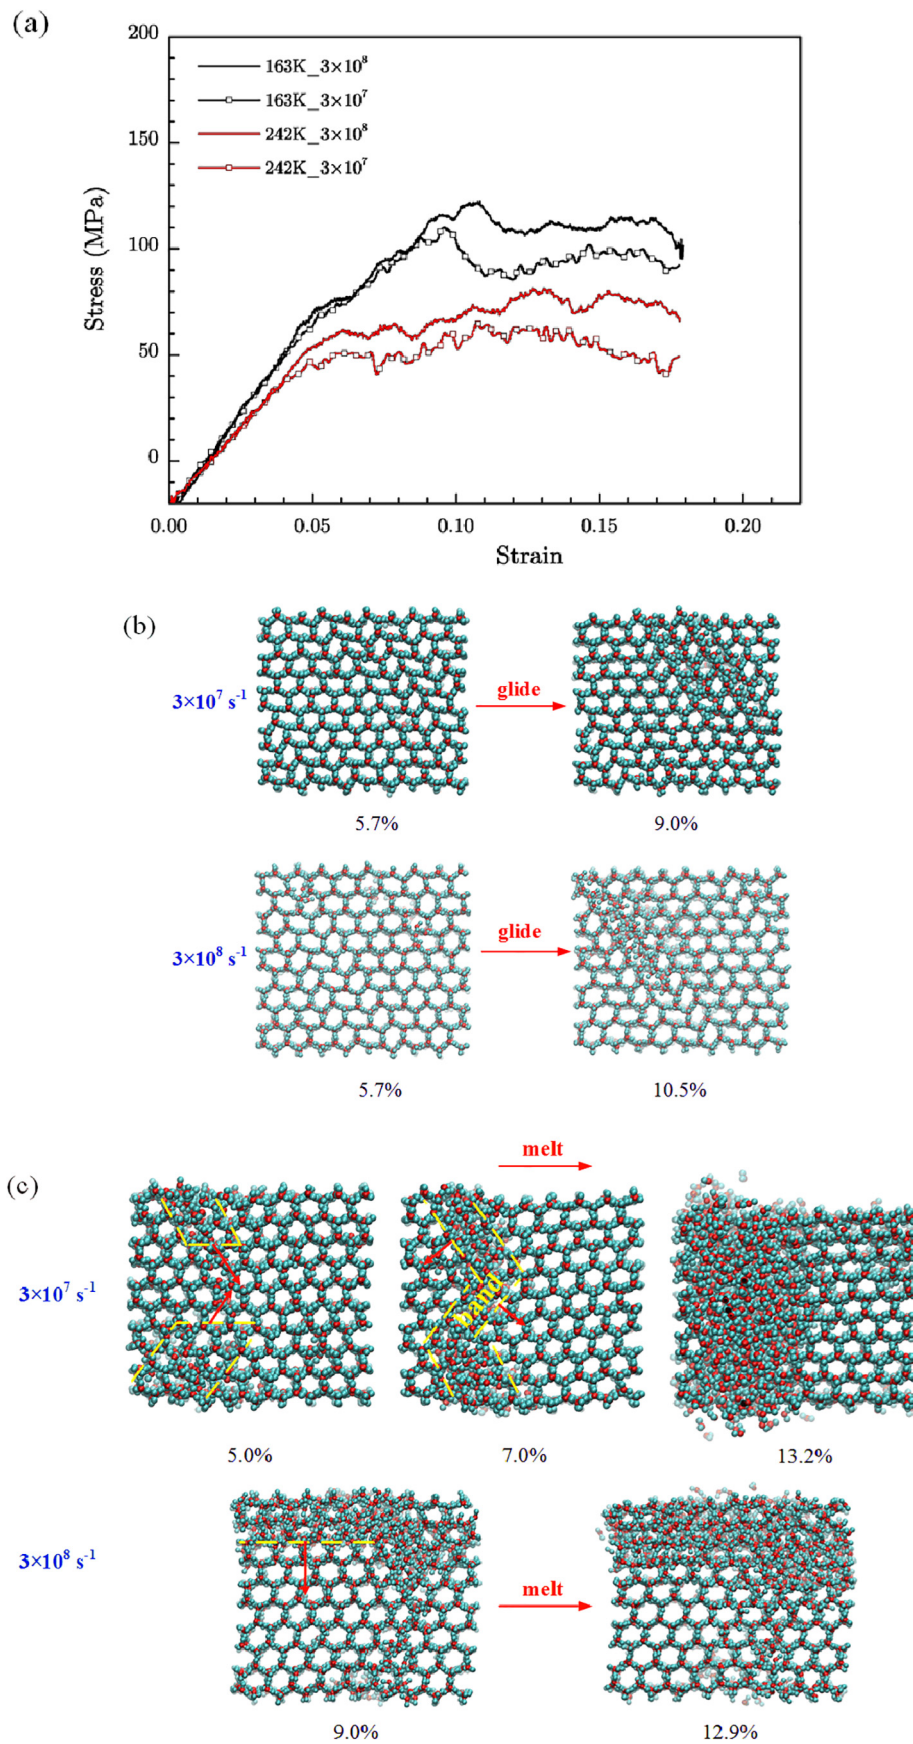 (a)
200
150
100
50
0
Stress (MPa)
163K_3×10⁸
163K_3×10⁷
242K_3×10⁸
242K_3×10⁷
0.00 0.05 0.10 0.15 0.20
Strain
(b)
3×10⁷ s⁻¹
glide
5.7% 9.0%
3×10⁸ s⁻¹
glide
5.7% 10.5%
(c)
melt
3×10⁷ s⁻¹
band
5.0% 7.0% 13.2%
3×10⁸ s⁻¹
melt
9.0% 12.9%